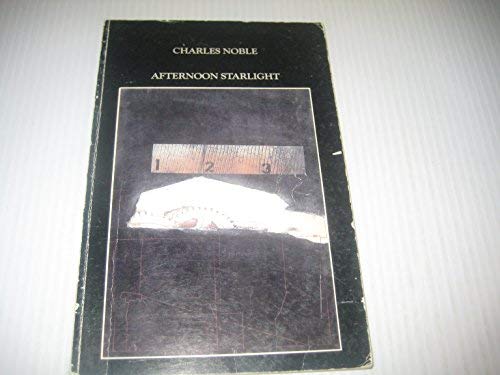 CHARLES NOBLE
AFTERNOON STARLIGHT
1 2 3